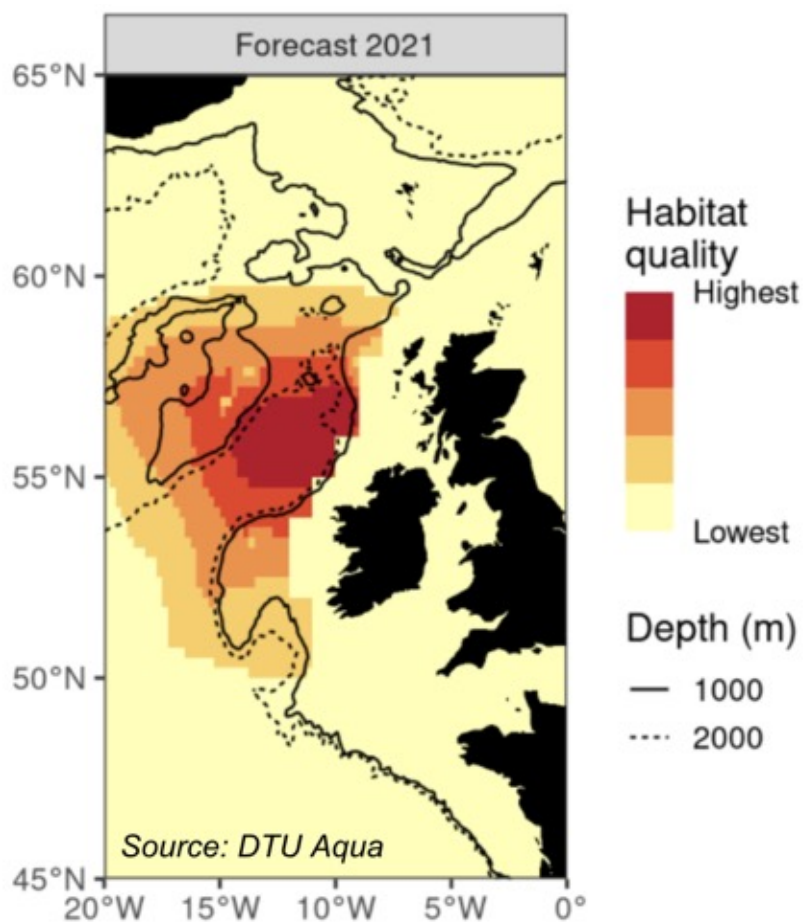 Forecast 2021
65°N
60°N
55°N
50°N
45°N
20°W 15°W 10°W 5°W 0°
Source: DTU Aqua
Habitat
quality
Highest
Lowest
Depth (m)
1000
2000